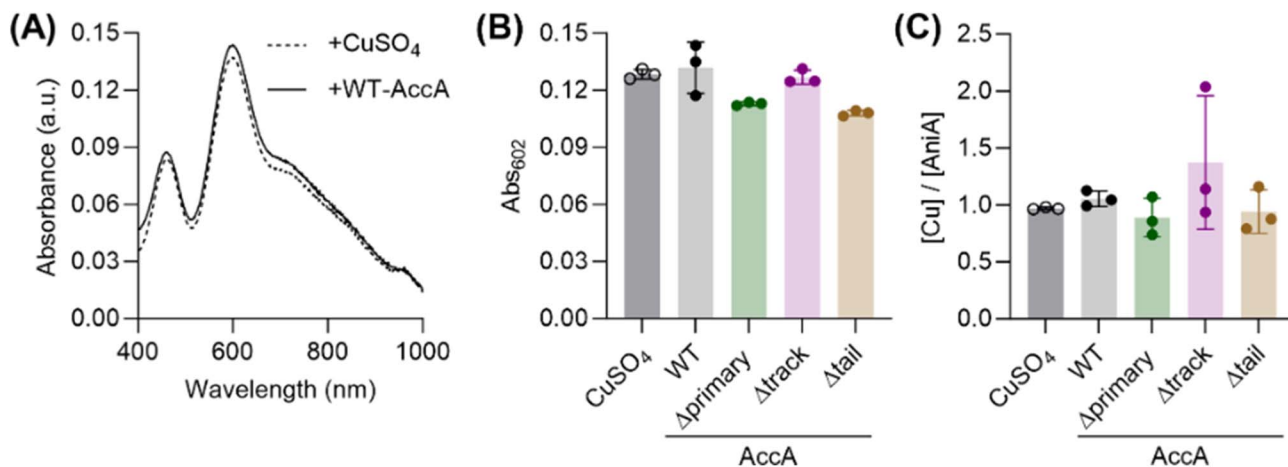 (A)
Absorbance (a.u.)
0.15
0.12
0.09
0.06
0.03
0.00
400
600
800
1000
Wavelength (nm)
+CuSO₄
+WT-AccA
(B)
Abs₆₀₂
0.15
0.12
0.09
0.06
0.03
0.00
CuSO₄
WT
Δprimary
Δtrack
Δtail
AccA
(C)
[Cu] / [AniA]
2.5
2.0
1.5
1.0
0.5
0.0
CuSO₄
WT
Δprimary
Δtrack
Δtail
AccA